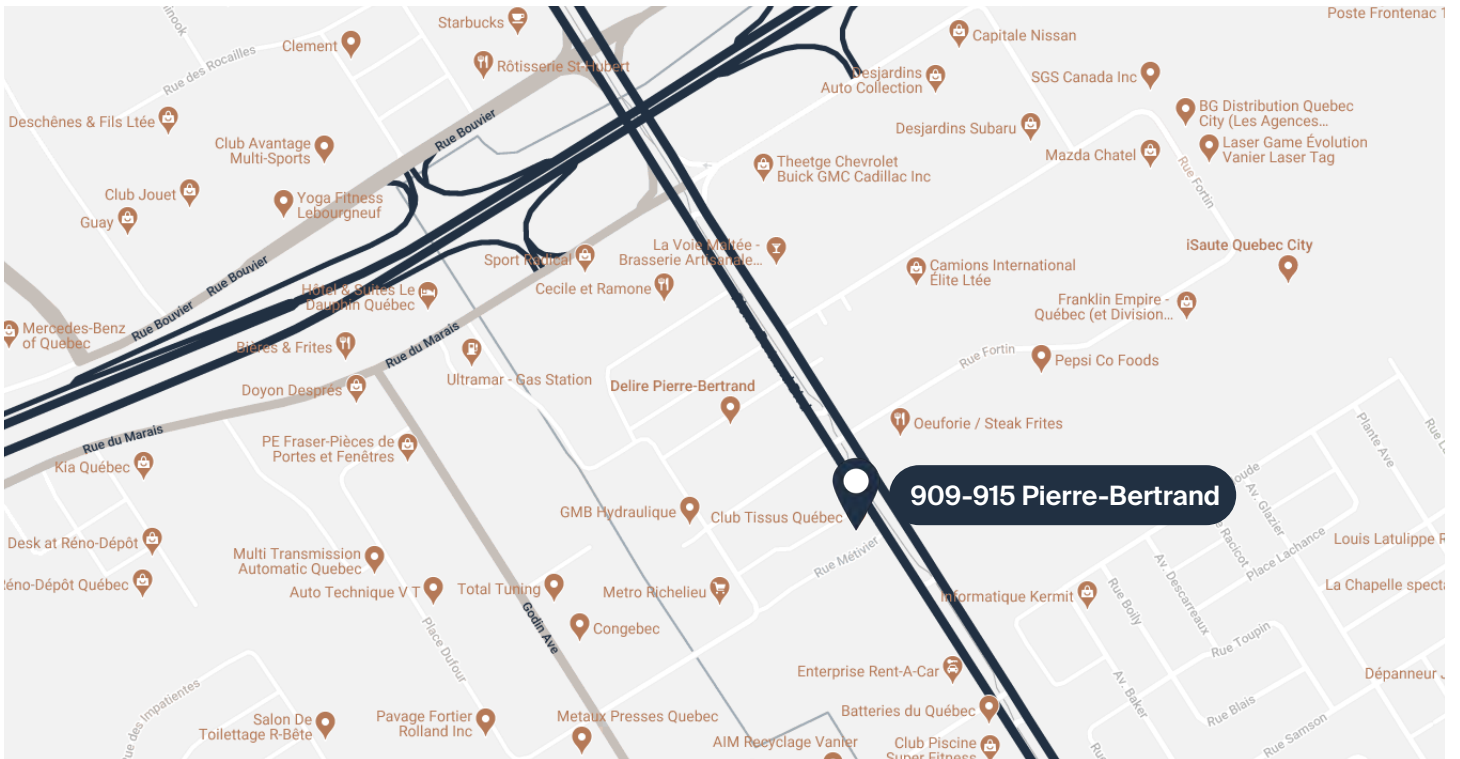 Poste Frontenac 1
Starbucks
Capitale Nissan
Clement
Rue des Rocailles
Rôtisserie St-Hubert
Desjardins
Auto Collection
SGS Canada Inc
BG Distribution Quebec
City (Les Agences...
Deschênes & Fils Ltée
Rue Bouvier
Desjardins Subaru
Club Avantage
Multi-Sports
Laser Game Évolution
Vanier Laser Tag
Mazda Chatel
Theetge Chevrolet
Buick GMC Cadillac Inc
Rue Fortin
Club Jouet
Yoga Fitness
Lebourgneuf
Guay
La Voie Maltée -
Brasserie Artisanale...
iSaute Quebec City
Sport Radical
Rue Bouvier
Camions International
Élite Ltée
Cecile et Ramone
Hôtel & Suites Le
Dauphin Québec
Franklin Empire -
Québec (et Division...
Rue Bouvier
Mercedes-Benz
of Quebec
Bières & Frites
Rue du Marais
Rue Fortin
Pepsi Co Foods
Ultramar - Gas Station
Delire Pierre-Bertrand
Doyon Després
Oeuforie / Steak Frites
Plante Ave
Rue du Marais
PE Fraser-Pièces de
Portes et Fenêtres
Kia Québec
909-915 Pierre-Bertrand
Av. Glazier
GMB Hydraulique
Club Tissus Québec
Desk at Réno-Dépôt
Rue Métivier
Place Lachance
Louis Latulippe R
Multi Transmission
Automatic Quebec
Réno-Dépôt Québec
Auto Technique V T
Total Tuning
Metro Richelieu
Informatique Kermit
Rue Boily
Av. Descarreaux
La Chapelle specta
Godin Ave
Congebec
Place Dufour
Rue Toupin
Enterprise Rent-A-Car
Av. Baker
Dépanneur J
Rue des Impatientes
Batteries du Québec
Rue Blais
Salon De
Toilettage R-Bête
Pavage Fortier
Rolland Inc
Metaux Presses Quebec
AIM Recyclage Vanier
Club Piscine
Super Fitness
Rue Samson